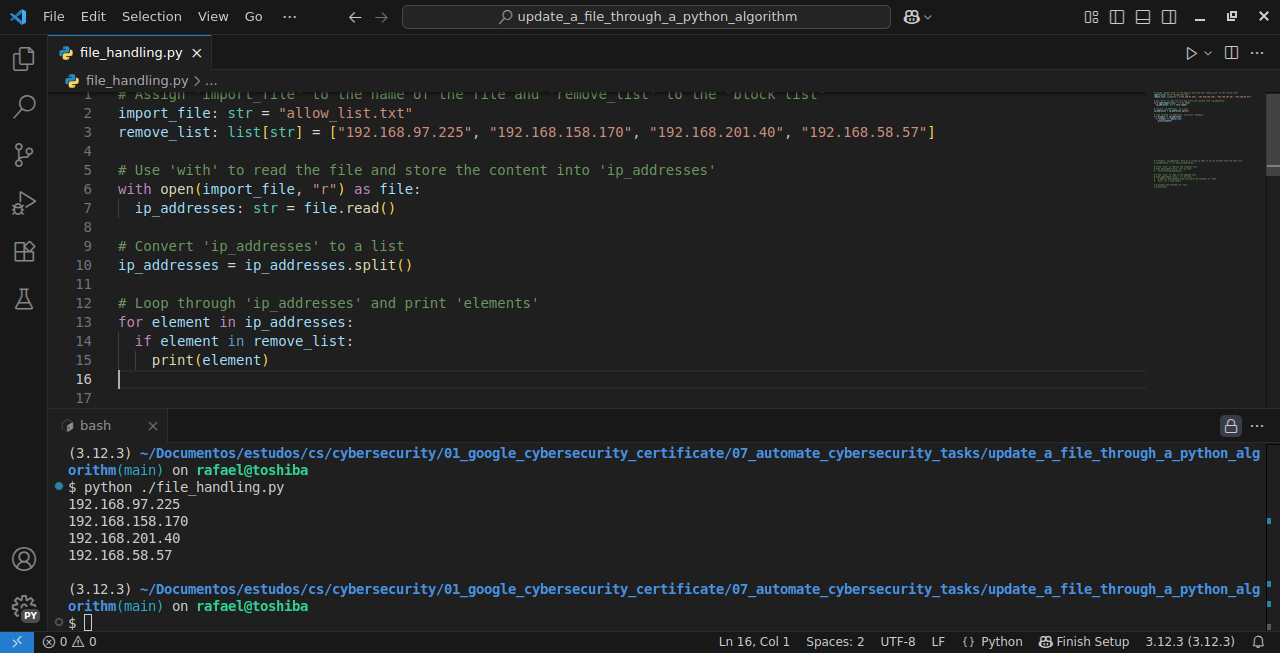 File Edit Selection View Go ··· update_a_file_through_a_python_algorithm
file_handling.py
file_handling.py > ...
1 # Assign 'import_file' to the name of the file and 'remove_list' to the 'block list'
2 import_file: str = "allow_list.txt"
3 remove_list: list[str] = ["192.168.97.225", "192.168.158.170", "192.168.201.40", "192.168.58.57"]
4
5 # Use 'with' to read the file and store the content into 'ip_addresses'
6 with open(import_file, "r") as file:
7   ip_addresses: str = file.read()
8
9 # Convert 'ip_addresses' to a list
10 ip_addresses = ip_addresses.split()
11
12 # Loop through 'ip_addresses' and print 'elements'
13 for element in ip_addresses:
14   if element in remove_list:
15     print(element)
16
17
bash
(3.12.3) ~/Documentos/estudos/cs/cybersecurity/01_google_cybersecurity_certificate/07_automate_cybersecurity_tasks/update_a_file_through_a_python_alg
orithm(main) on rafael@toshiba
$ python ./file_handling.py
192.168.97.225
192.168.158.170
192.168.201.40
192.168.58.57
(3.12.3) ~/Documentos/estudos/cs/cybersecurity/01_google_cybersecurity_certificate/07_automate_cybersecurity_tasks/update_a_file_through_a_python_alg
orithm(main) on rafael@toshiba
$
PY
0 0 Ln 16, Col 1 Spaces: 2 UTF-8 LF {} Python Finish Setup 3.12.3 (3.12.3)